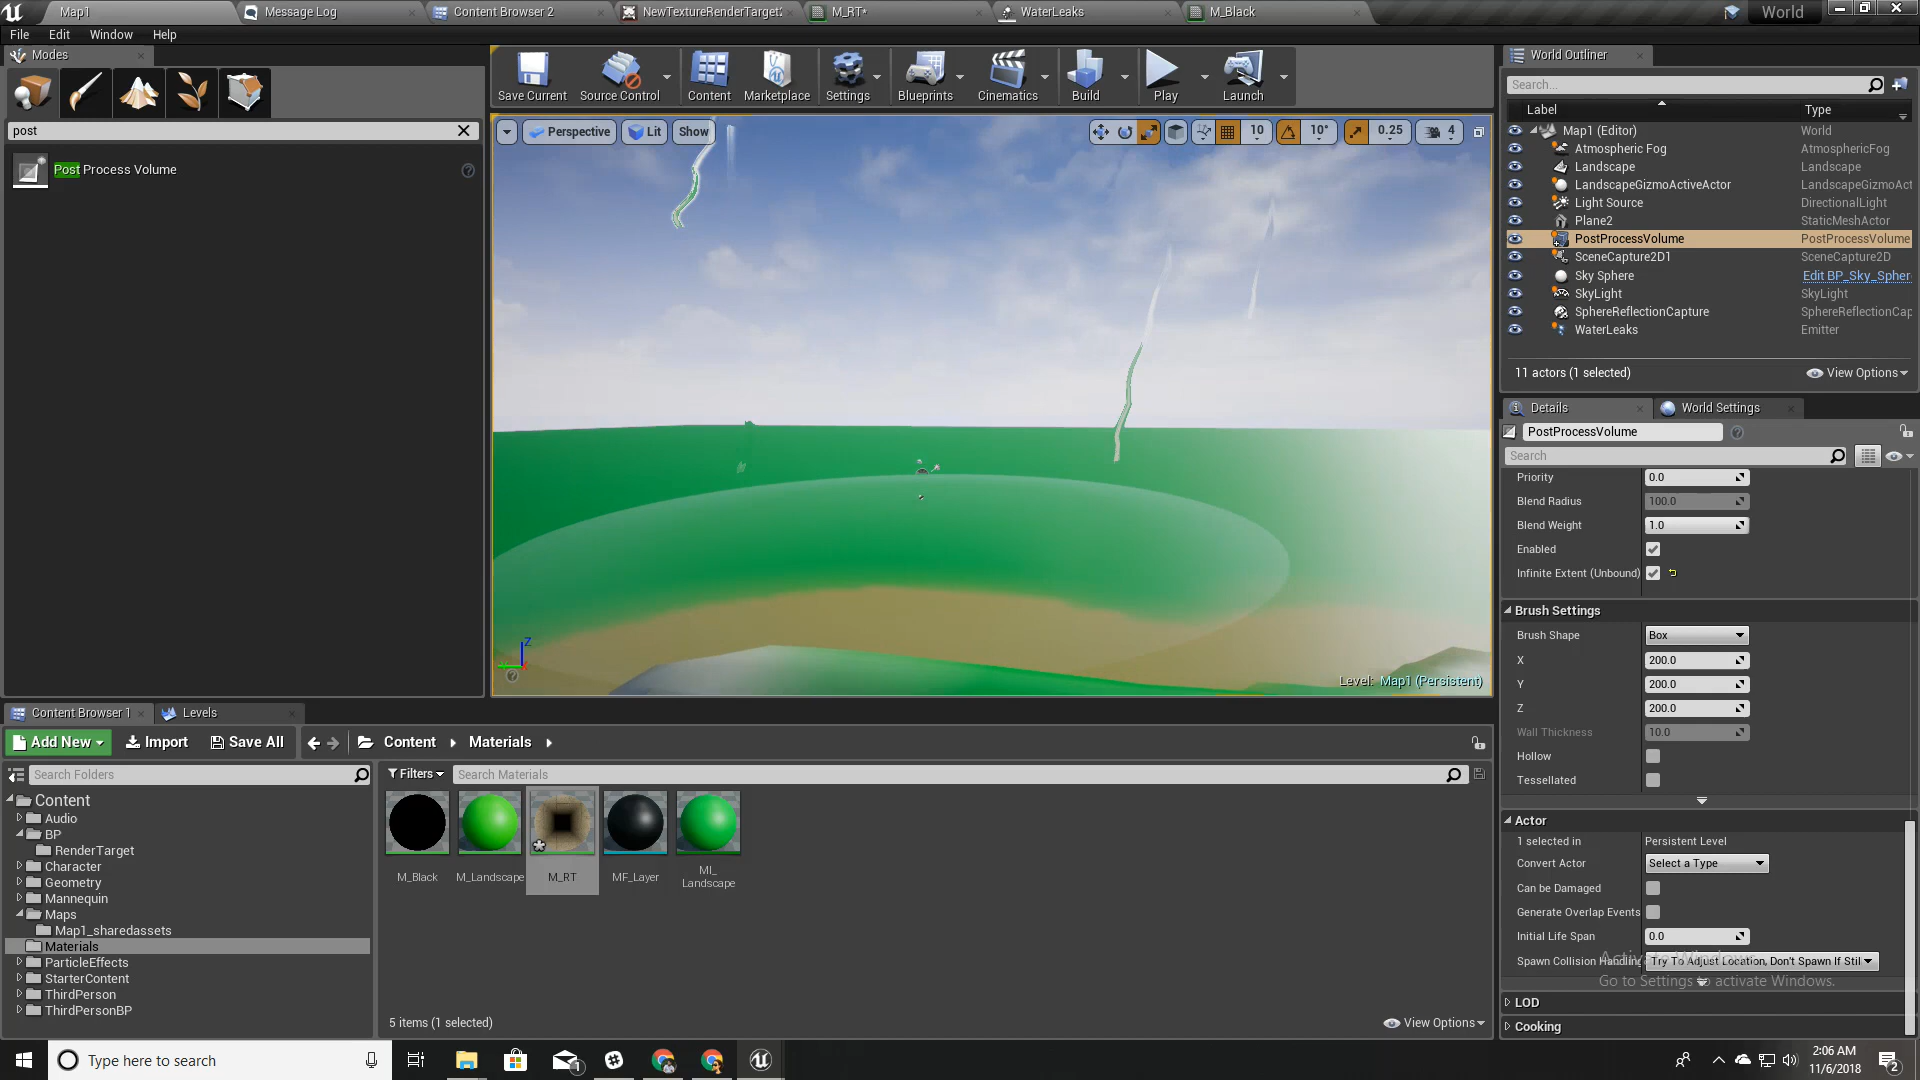 Map1
Message Log
Content Browser 2
NewTextureRenderTarget2
M_RT*
WaterLeaks
M_Black
World
File Edit Window Help
Modes
post
Post Process Volume
Save Current
Source Control
Content
Marketplace
Settings
Blueprints
Cinematics
Build
Play
Launch
Perspective
Lit
Show
10
10°
0.25
4
Z
Level: Map1 (Persistent)
World Outliner
Search...
Label Type
Map1 (Editor) World
Atmospheric Fog AtmosphericFog
Landscape Landscape
LandscapeGizmoActiveActor LandscapeGizmoAct
Light Source DirectionalLight
Plane2 StaticMeshActor
PostProcessVolume PostProcessVolume
SceneCapture2D1 SceneCapture2D
Sky Sphere Edit BP_Sky_Spher
SkyLight SkyLight
SphereReflectionCapture SphereReflectionCap
WaterLeaks Emitter
11 actors (1 selected) View Options
Details
World Settings
PostProcessVolume
Search
Priority 0.0
Blend Radius 100.0
Blend Weight 1.0
Enabled
Infinite Extent (Unbound)
Brush Settings
Brush Shape Box
X 200.0
Y 200.0
Z 200.0
Wall Thickness 10.0
Hollow
Tessellated
Actor
1 selected in Persistent Level
Convert Actor Select a Type
Can be Damaged
Generate Overlap Events
Initial Life Span 0.0
Spawn Collision Handling Try To Adjust Location, Don't Spawn If Stil
Activate Windows
Go to Settings to activate Windows.
LOD
Cooking
Content Browser 1
Levels
Add New
Import
Save All
Content
Materials
Search Folders
Filters
Search Materials
Content
Audio
BP
RenderTarget
Character
Geometry
Mannequin
Maps
Map1_sharedassets
Materials
ParticleEffects
StarterContent
ThirdPerson
ThirdPersonBP
M_Black
M_Landscape
M_RT
MF_Layer
MI_
Landscape
5 items (1 selected)
View Options
Type here to search
1
2:06 AM
11/6/2018
2